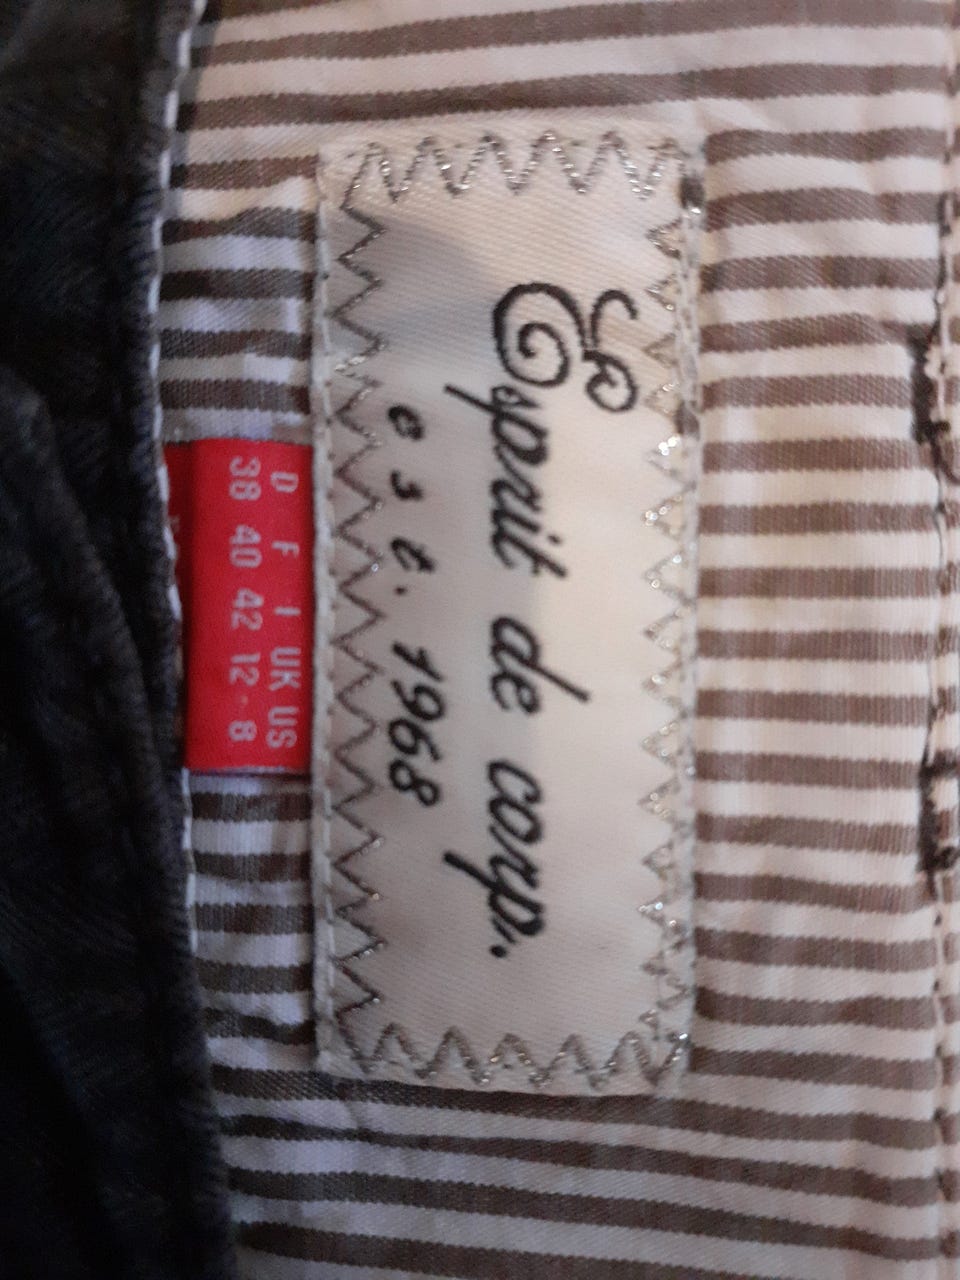 Esprit de corp.
est. 1968
D F I UK US
38 40 42 12 8